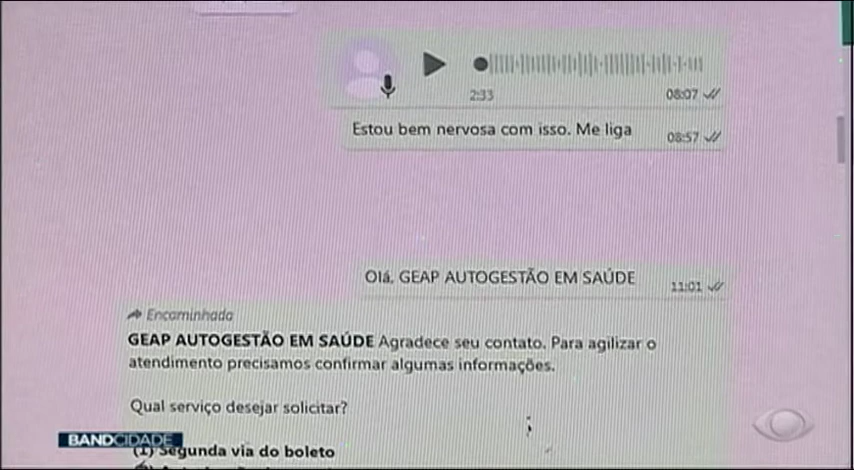 2:33 08:07
Estou bem nervosa com isso. Me liga 08:57
Olá, GEAP AUTOGESTÃO EM SAÚDE 11:01
Encaminhada
GEAP AUTOGESTÃO EM SAÚDE Agradece seu contato. Para agilizar o
atendimento precisamos confirmar algumas informações.
Qual serviço desejar solicitar?
BANDCIDADE
(1) Segunda via do boleto